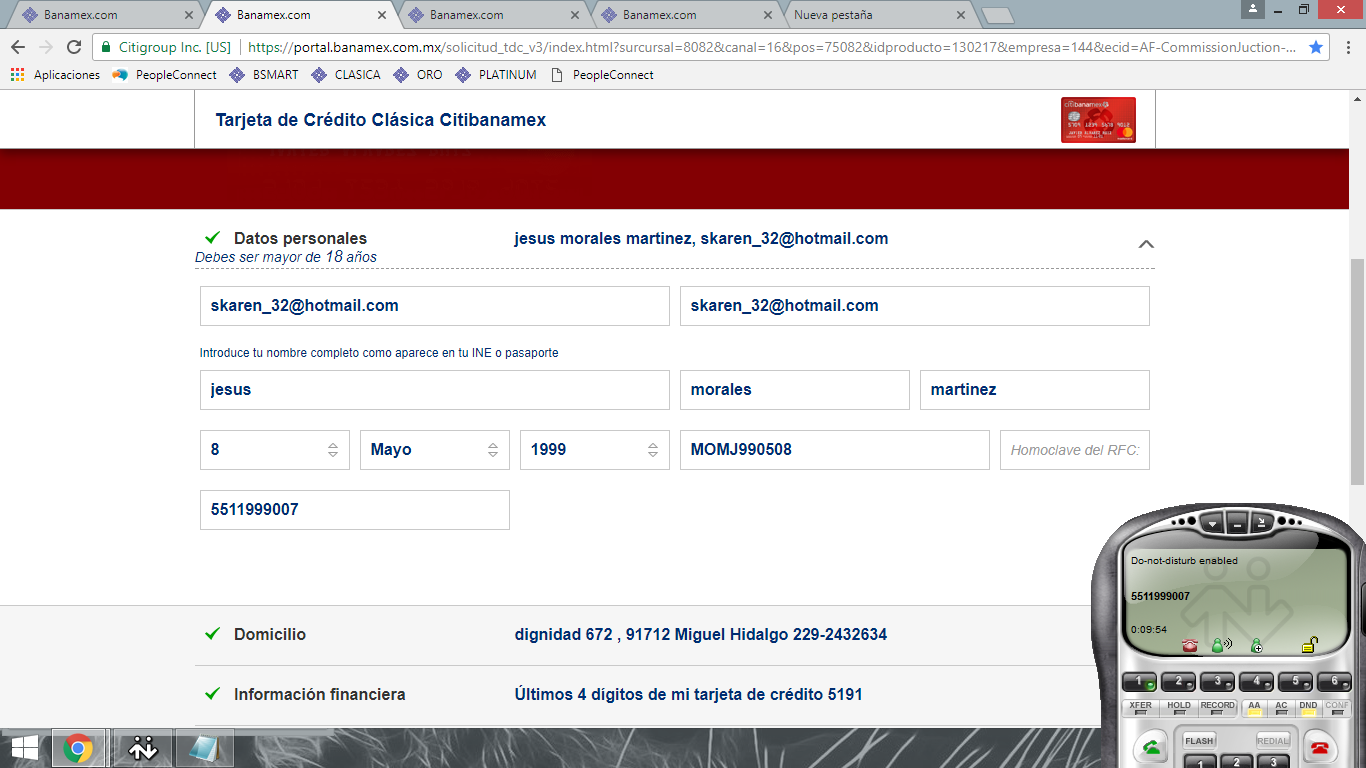 Banamex.com Banamex.com Banamex.com Banamex.com Nueva pestaña
Citigroup Inc. [US] https://portal.banamex.com.mx/solicitud_tdc_v3/index.html?surcursal=8082&canal=16&pos=75082&idproducto=130217&empresa=144&ecid=AF-CommissionJuction-...
Aplicaciones PeopleConnect BSMART CLASICA ORO PLATINUM PeopleConnect
Tarjeta de Crédito Clásica Citibanamex
citibanamex
Datos personales jesus morales martinez, skaren_32@hotmail.com
Debes ser mayor de 18 años
skaren_32@hotmail.com skaren_32@hotmail.com
Introduce tu nombre completo como aparece en tu INE o pasaporte
jesus morales martinez
8 Mayo 1999 MOMJ990508 Homoclave del RFC:
5511999007
Do-not-disturb enabled
5511999007
0:09:54
Domicilio dignidad 672 , 91712 Miguel Hidalgo 229-2432634
Información financiera Últimos 4 dígitos de mi tarjeta de crédito 5191
1 2 3 4 5 6
XFER HOLD RECORD AA AC DND CONF
FLASH REDIAL
1 2 3